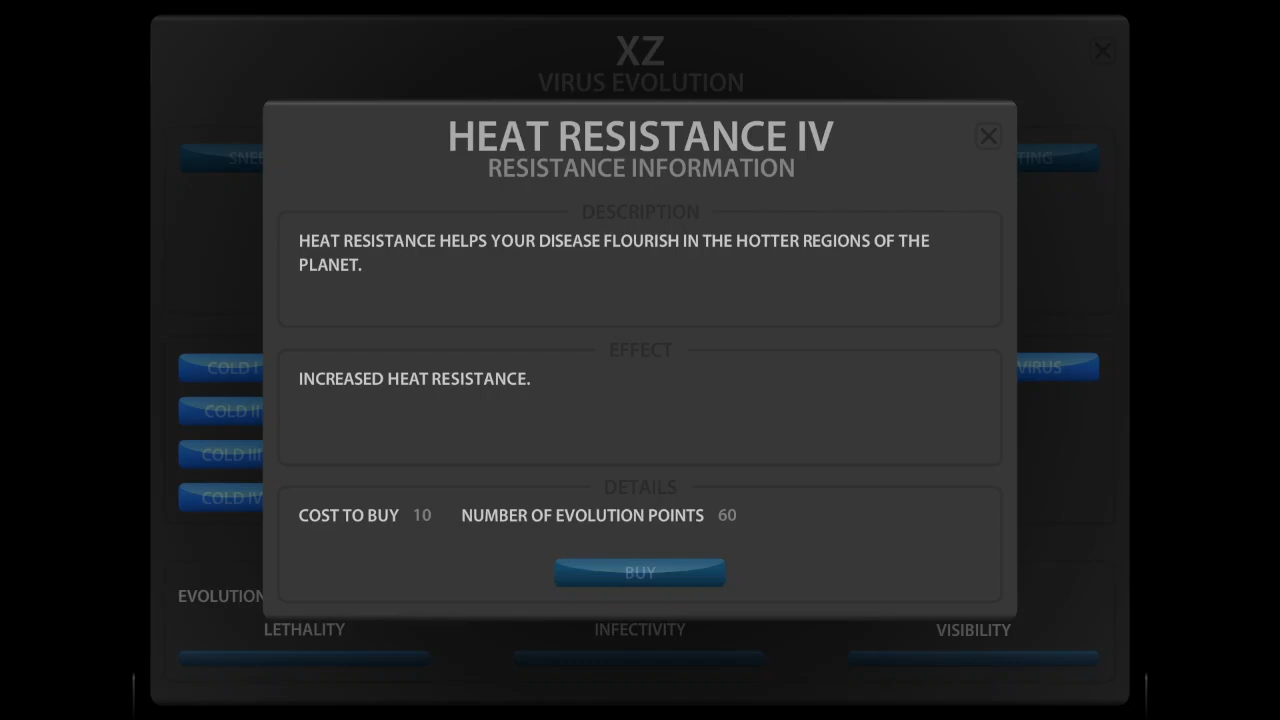 XZ
VIRUS EVOLUTION
HEAT RESISTANCE IV
RESISTANCE INFORMATION
DESCRIPTION
HEAT RESISTANCE HELPS YOUR DISEASE FLOURISH IN THE HOTTER REGIONS OF THE
PLANET.
EFFECT
INCREASED HEAT RESISTANCE.
COLD I
VIRUS
COLD II
COLD III
COLD IV
DETAILS
COST TO BUY 10 NUMBER OF EVOLUTION POINTS 60
BUY
EVOLUTION
LETHALITY INFECTIVITY VISIBILITY